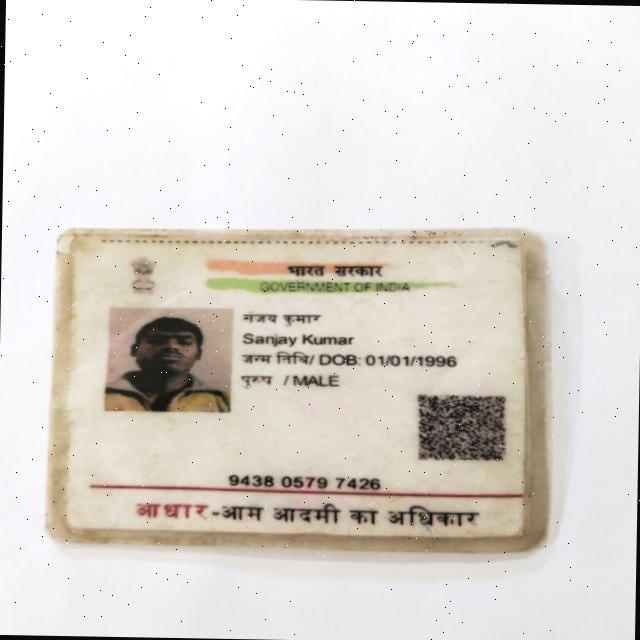 भारत सरकार
GOVERNMENT OF INDIA
संजय कुमार
Sanjay Kumar
जन्म तिथि/ DOB: 01/01/1996
पुरुष / MALE
9438 0579 7426
आधार-आम आदमी का अधिकार